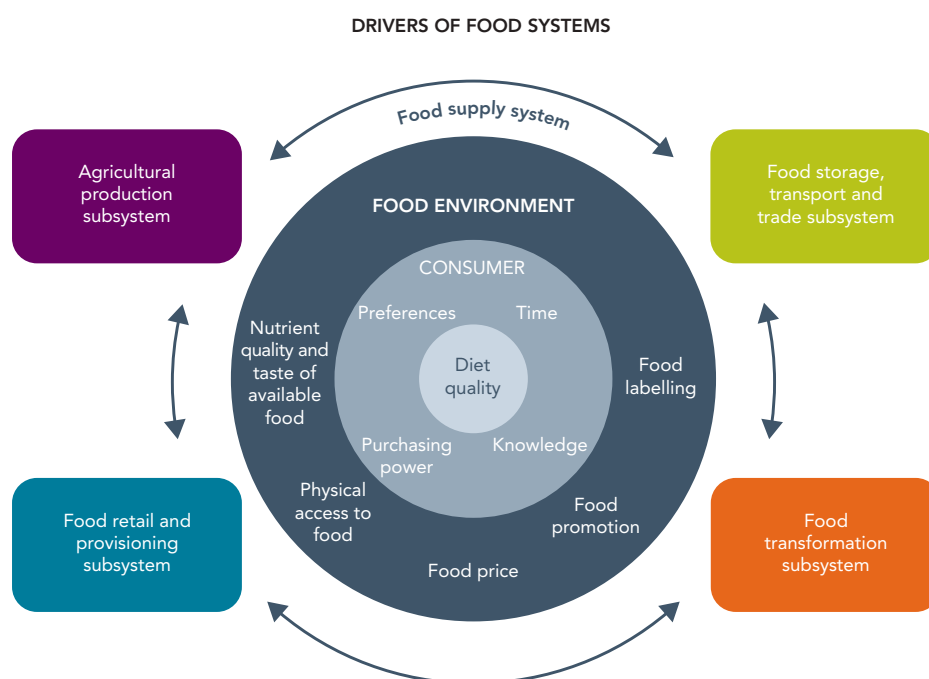 DRIVERS OF FOOD SYSTEMS
Food supply system
Agricultural
production
subsystem
Food storage,
transport and
trade subsystem
FOOD ENVIRONMENT
CONSUMER
Preferences
Time
Nutrient
quality and
taste of
available
food
Diet
quality
Food
labelling
Purchasing
power
Knowledge
Physical
access to
food
Food
promotion
Food price
Food retail and
provisioning
subsystem
Food
transformation
subsystem